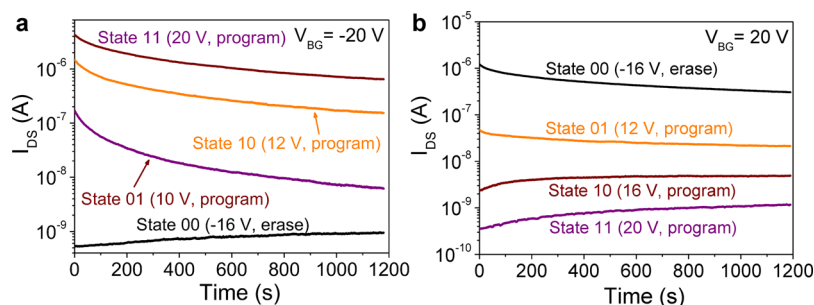 a
State 11 (20 V, program)
V_BG= -20 V
10^-6
10^-7
10^-8
10^-9
I_DS (A)
State 10 (12 V, program)
State 01 (10 V, program)
State 00 (-16 V, erase)
0 200 400 600 800 1000 1200
Time (s)
b
10^-5
V_BG= 20 V
10^-6
10^-7
10^-8
10^-9
10^-10
I_DS (A)
State 00 (-16 V, erase)
State 01 (12 V, program)
State 10 (16 V, program)
State 11 (20 V, program)
0 200 400 600 800 1000 1200
Time (s)